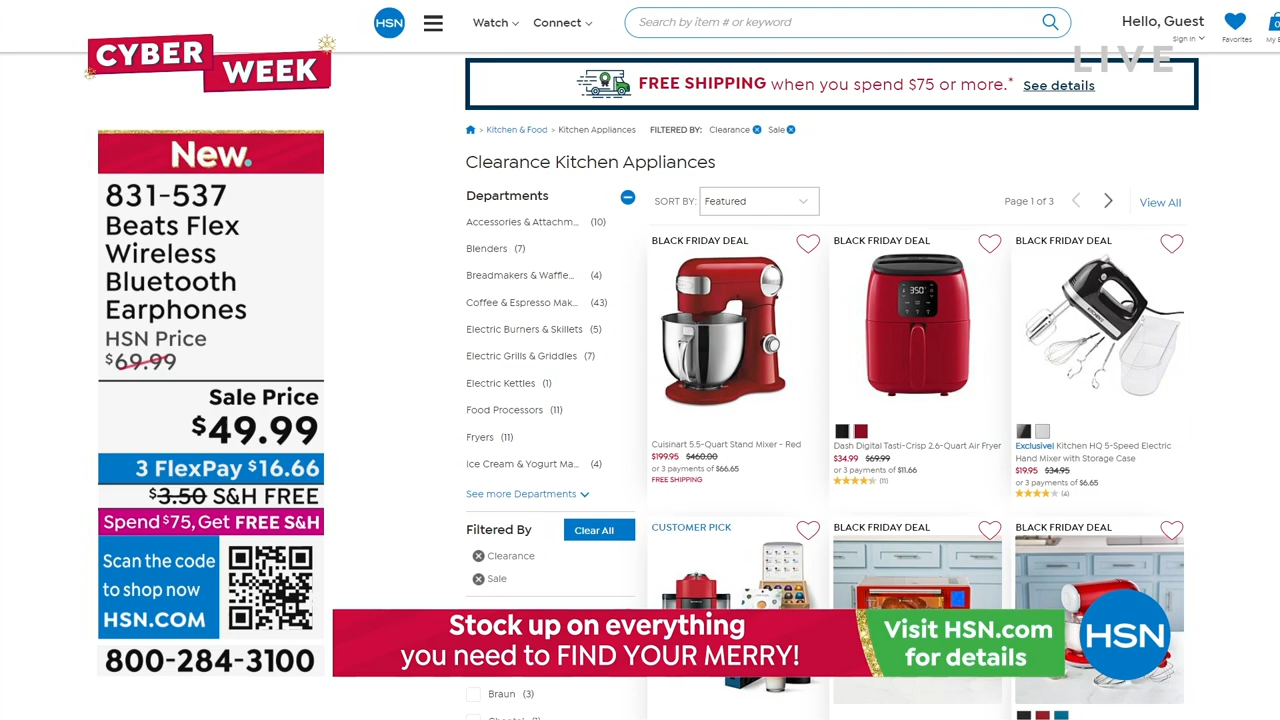 HSN
Watch
Connect
Search by item # or keyword
Hello, Guest
Sign In
Favorites
0
LIVE
CYBER
WEEK
FREE SHIPPING when you spend $75 or more.* See details
> Kitchen & Food > Kitchen Appliances FILTERED BY: Clearance Sale
Clearance Kitchen Appliances
New.
831-537
Beats Flex
Wireless
Bluetooth
Earphones
HSN Price
$69.99
Sale Price
$49.99
3 FlexPay $16.66
$3.50 S&H FREE
Spend $75, Get FREE S&H
Scan the code
to shop now
HSN.COM
800-284-3100
Departments
Accessories & Attachm... (10)
Blenders (7)
Breadmakers & Waffle... (4)
Coffee & Espresso Mak... (43)
Electric Burners & Skillets (5)
Electric Grills & Griddles (7)
Electric Kettles (1)
Food Processors (11)
Fryers (11)
Ice Cream & Yogurt Ma... (4)
See more Departments
Filtered By
Clear All
Clearance
Sale
Braun (3)
SORT BY: Featured
Page 1 of 3
View All
BLACK FRIDAY DEAL
Cuisinart 5.5-Quart Stand Mixer - Red
$199.95 $460.00
or 3 payments of $66.65
FREE SHIPPING
BLACK FRIDAY DEAL
350°
Dash Digital Tasti-Crisp 2.6-Quart Air Fryer
$34.99 $69.99
or 3 payments of $11.66
(11)
BLACK FRIDAY DEAL
Exclusive! Kitchen HQ 5-Speed Electric
Hand Mixer with Storage Case
$19.95 $34.95
or 3 payments of $6.65
(4)
CUSTOMER PICK
BLACK FRIDAY DEAL
BLACK FRIDAY DEAL
Stock up on everything
you need to FIND YOUR MERRY!
Visit HSN.com
for details
HSN